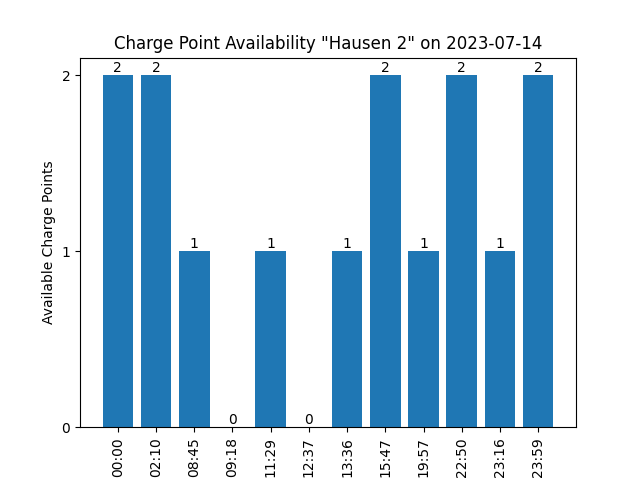 Charge Point Availability "Hausen 2" on 2023-07-14
Available Charge Points
2
1
0
2 2 1 0 1 0 1 2 1 2 1 2
00:00 02:10 08:45 09:18 11:29 12:37 13:36 15:47 19:57 22:50 23:16 23:59